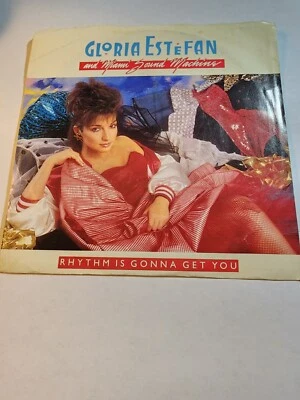 GLORIA ESTEFAN
and Miami Sound Machine
RHYTHM IS GONNA GET YOU